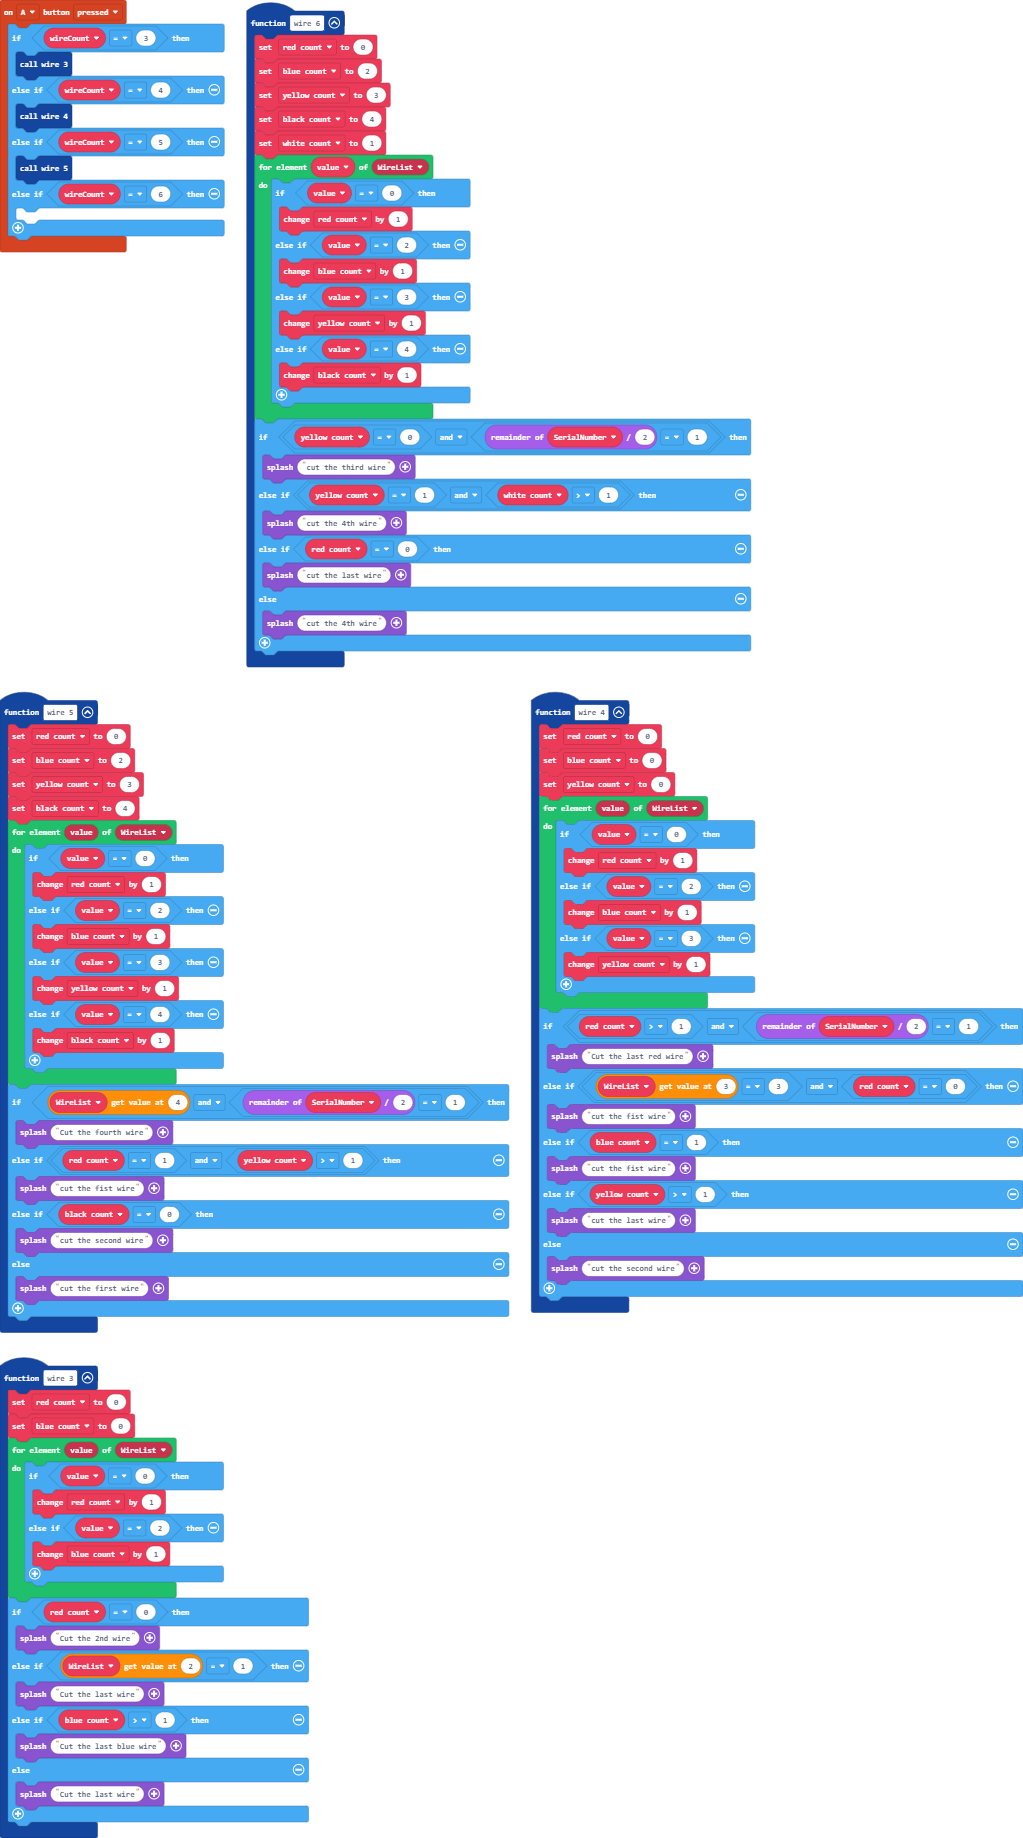 on A button pressed
if wireCount = 3 then
call wire 3
else if wireCount = 4 then
call wire 4
else if wireCount = 5 then
call wire 5
else if wireCount = 6 then
function wire 6
set red count to 0
set blue count to 2
set yellow count to 3
set black count to 4
set white count to 1
for element value of WireList
do
if value = 0 then
change red count by 1
else if value = 2 then
change blue count by 1
else if value = 3 then
change yellow count by 1
else if value = 4 then
change black count by 1
if yellow count = 0 and remainder of SerialNumber / 2 = 1 then
splash "cut the third wire"
else if yellow count = 1 and white count > 1 then
splash "cut the 4th wire"
else if red count = 0 then
splash "cut the last wire"
else
splash "cut the 4th wire"
function wire 5
set red count to 0
set blue count to 2
set yellow count to 3
set black count to 4
for element value of WireList
do
if value = 0 then
change red count by 1
else if value = 2 then
change blue count by 1
else if value = 3 then
change yellow count by 1
else if value = 4 then
change black count by 1
if WireList get value at 4 and remainder of SerialNumber / 2 = 1 then
splash "Cut the fourth wire"
else if red count = 1 and yellow count > 1 then
splash "cut the fist wire"
else if black count = 0 then
splash "cut the second wire"
else
splash "cut the first wire"
function wire 4
set red count to 0
set blue count to 0
set yellow count to 0
for element value of WireList
do
if value = 0 then
change red count by 1
else if value = 2 then
change blue count by 1
else if value = 3 then
change yellow count by 1
if red count > 1 and remainder of SerialNumber / 2 = 1 then
splash "Cut the last red wire"
else if WireList get value at 3 = 3 and red count = 0 then
splash "cut the fist wire"
else if blue count = 1 then
splash "cut the fist wire"
else if yellow count > 1 then
splash "cut the last wire"
else
splash "cut the second wire"
function wire 3
set red count to 0
set blue count to 0
for element value of WireList
do
if value = 0 then
change red count by 1
else if value = 2 then
change blue count by 1
if red count = 0 then
splash "Cut the 2nd wire"
else if WireList get value at 2 = 1 then
splash "Cut the last wire"
else if blue count > 1 then
splash "Cut the last blue wire"
else
splash "Cut the last wire"